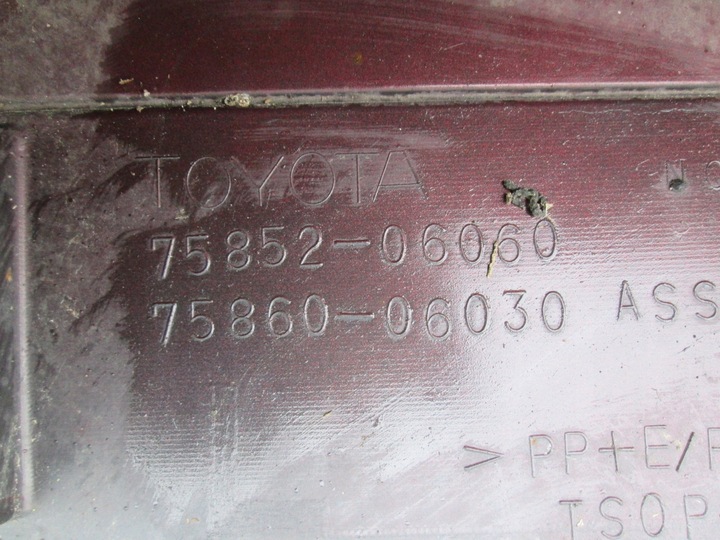 TOYOTA
75852-06060
75860-06030 ASS
> PP+E/
TSOP